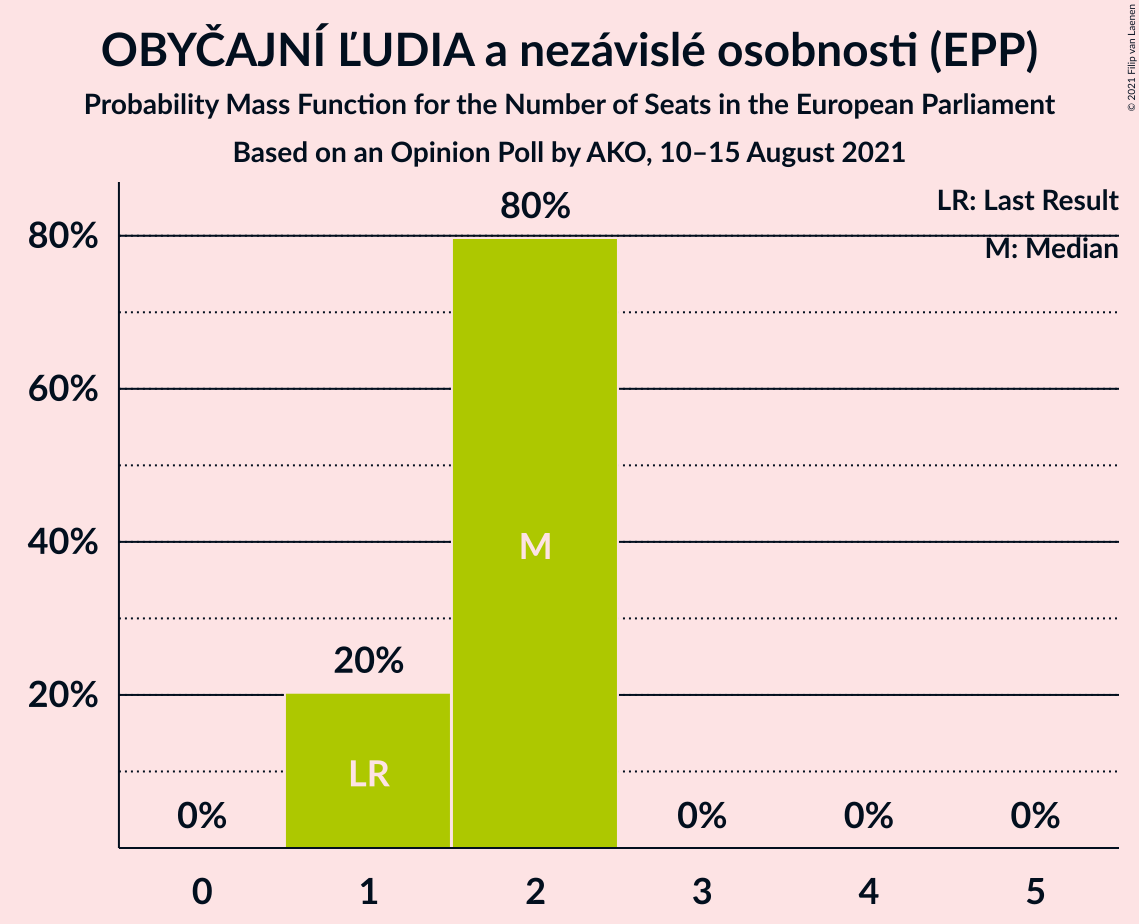 OBYČAJNÍ ĽUDIA a nezávislé osobnosti (EPP)
Probability Mass Function for the Number of Seats in the European Parliament
Based on an Opinion Poll by AKO, 10–15 August 2021
© 2021 Filip van Laenen
LR: Last Result
M: Median
80%
60%
40%
20%
0%
20%
80%
0%
0%
0%
LR
M
0
1
2
3
4
5